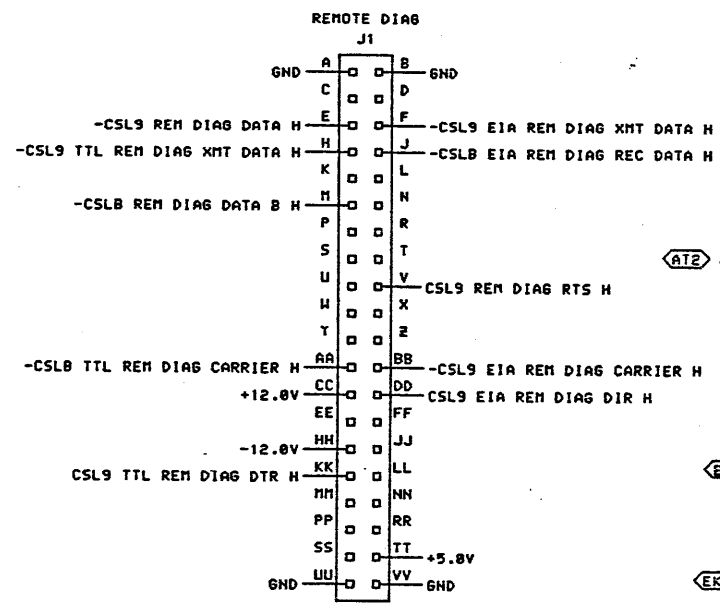 REMOTE DIAG
J1
GND A B GND
C D
-CSL9 REM DIAG DATA H E F -CSL9 EIA REM DIAG XMT DATA H
-CSL9 TTL REM DIAG XMT DATA H H J -CSLB EIA REM DIAG REC DATA H
K L
-CSLB REM DIAG DATA B H M N
P R
S T
AT2
U V CSL9 REM DIAG RTS H
W X
Y Z
-CSLB TTL REM DIAG CARRIER H AA BB -CSL9 EIA REM DIAG CARRIER H
+12.0V CC DD CSL9 EIA REM DIAG DIR H
EE FF
-12.0V HH JJ
CSL9 TTL REM DIAG DTR H KK LL
MM NN
PP RR
SS TT +5.0V
GND UU VV GND
EK